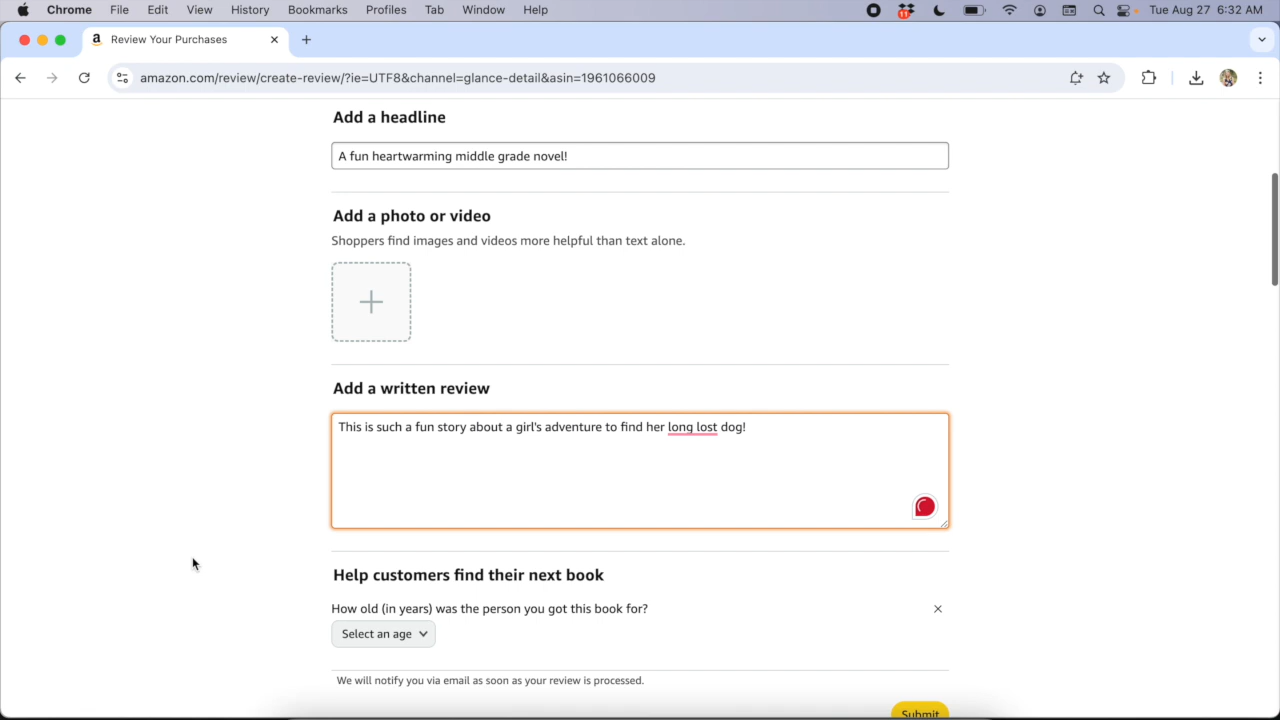 Chrome File Edit View History Bookmarks Profiles Tab Window Help 11 Tue Aug 27 6:32 AM
a Review Your Purchases
amazon.com/review/create-review/?ie=UTF8&channel=glance-detail&asin=1961066009
Add a headline
A fun heartwarming middle grade novel!
Add a photo or video
Shoppers find images and videos more helpful than text alone.
Add a written review
This is such a fun story about a girl's adventure to find her long lost dog!
Help customers find their next book
How old (in years) was the person you got this book for?
Select an age
We will notify you via email as soon as your review is processed.
Submit